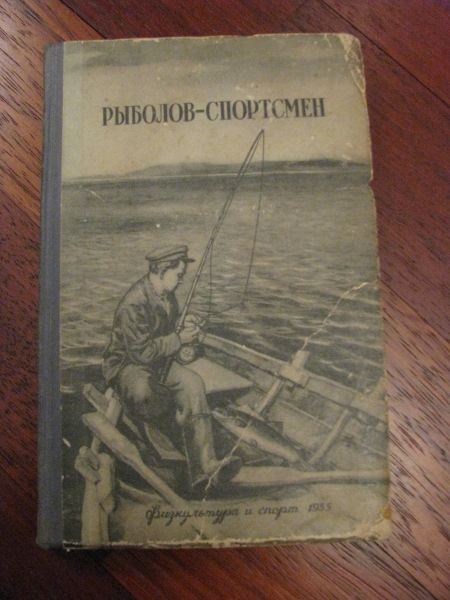 РЫБОЛОВ-СПОРТСМЕН
Физкультура и спорт 1955